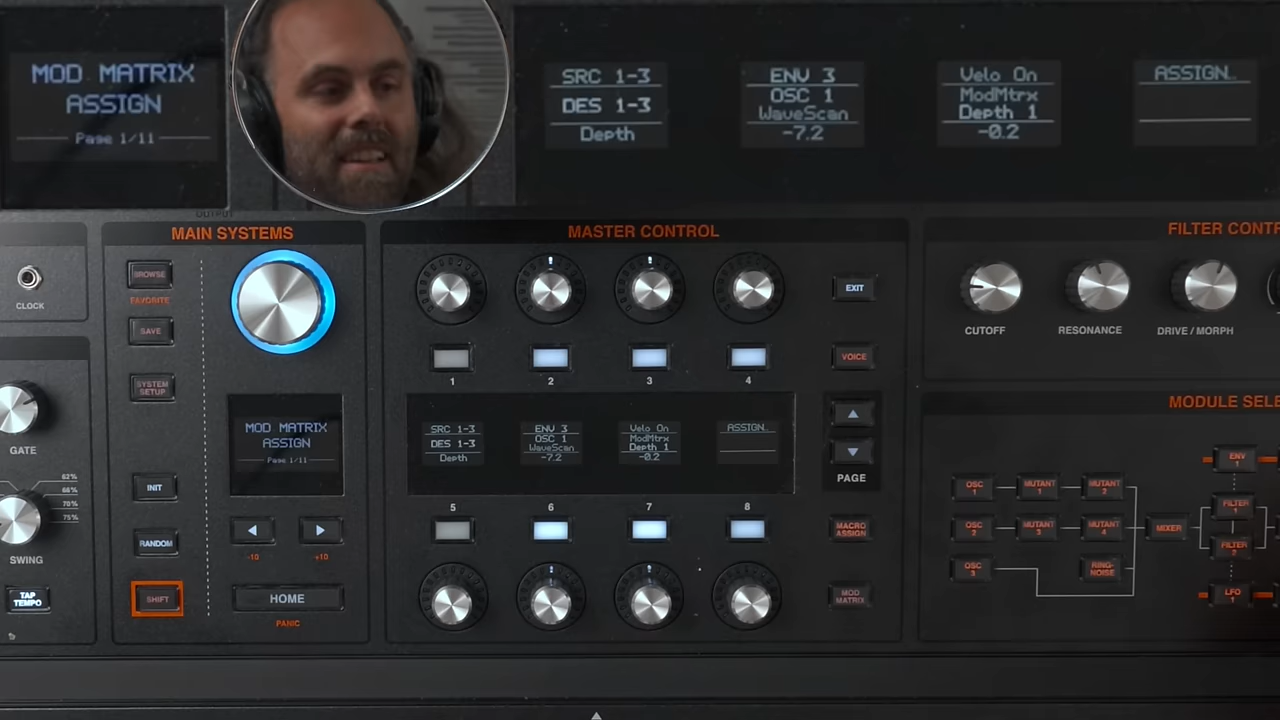 MOD MATRIX
ASSIGN
Page 1/11
SRC 1-3
DES 1-3
Depth
ENV 3
OSC 1
WaveScan
-7.2
Velo On
ModMtrx
Depth 1
-0.2
ASSIGN..
OUTPUT
CLOCK
GATE
62%
68%
70%
75%
SWING
TAP
TEMPO
MAIN SYSTEMS
BROWSE
FAVORITE
SAVE
SYSTEM
SETUP
INIT
RANDOM
SHIFT
MOD MATRIX
ASSIGN
Page 1/11
-10
+10
HOME
PANIC
MASTER CONTROL
1
2
3
4
SRC 1-3
DES 1-3
Depth
ENV 3
OSC 1
WaveScan
-7.2
Velo On
ModMtrx
Depth 1
-0.2
ASSIGN..
5
6
7
8
EXIT
VOICE
PAGE
MACRO
ASSIGN
MOD
MATRIX
FILTER CONTR
CUTOFF
RESONANCE
DRIVE / MORPH
MODULE SELE
OSC
1
MUTANT
1
MUTANT
2
OSC
2
MUTANT
3
MUTANT
4
OSC
3
RING-
NOISE
MIXER
ENV
1
FILTER
1
FILTER
2
LFO
1